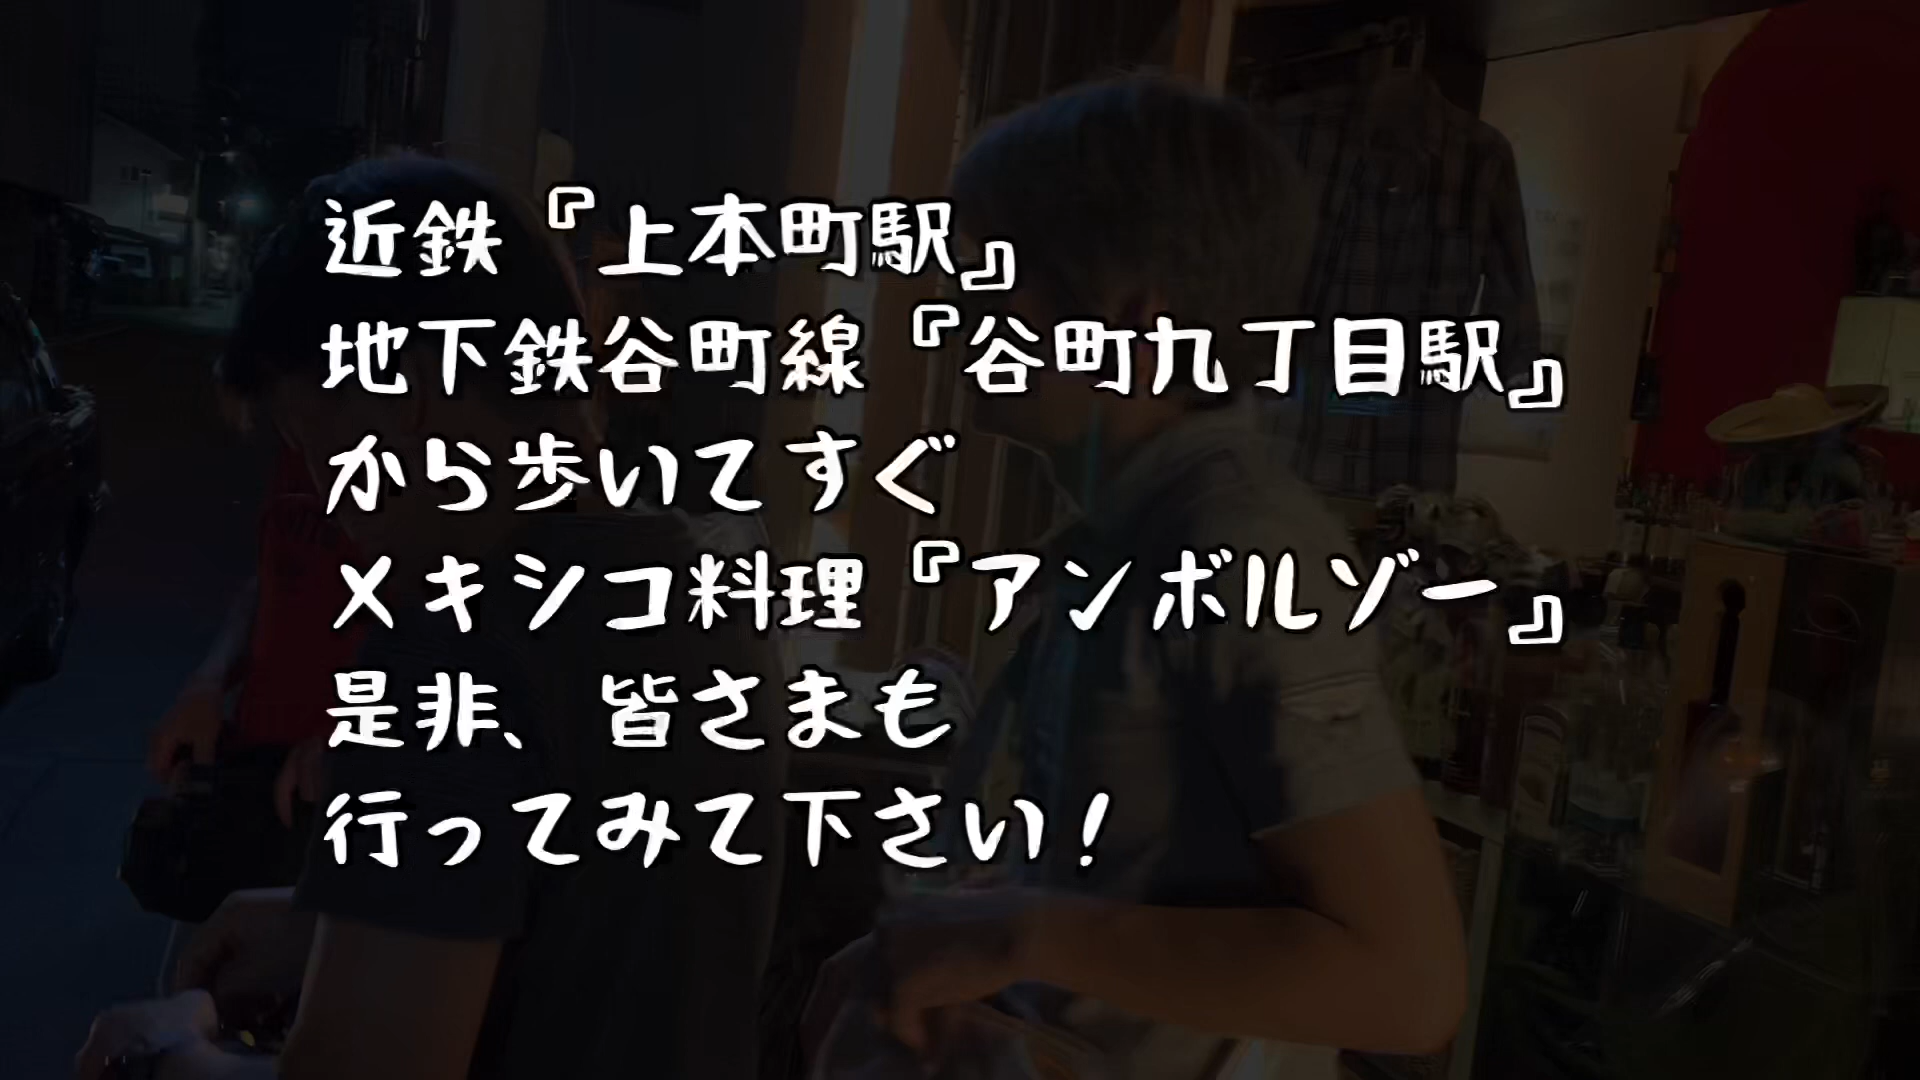 近鉄『上本町駅』
地下鉄谷町線『谷町九丁目駅』
から歩いてすぐ
メキシコ料理『アンボルゾー』
是非、皆さまも
行ってみて下さい！